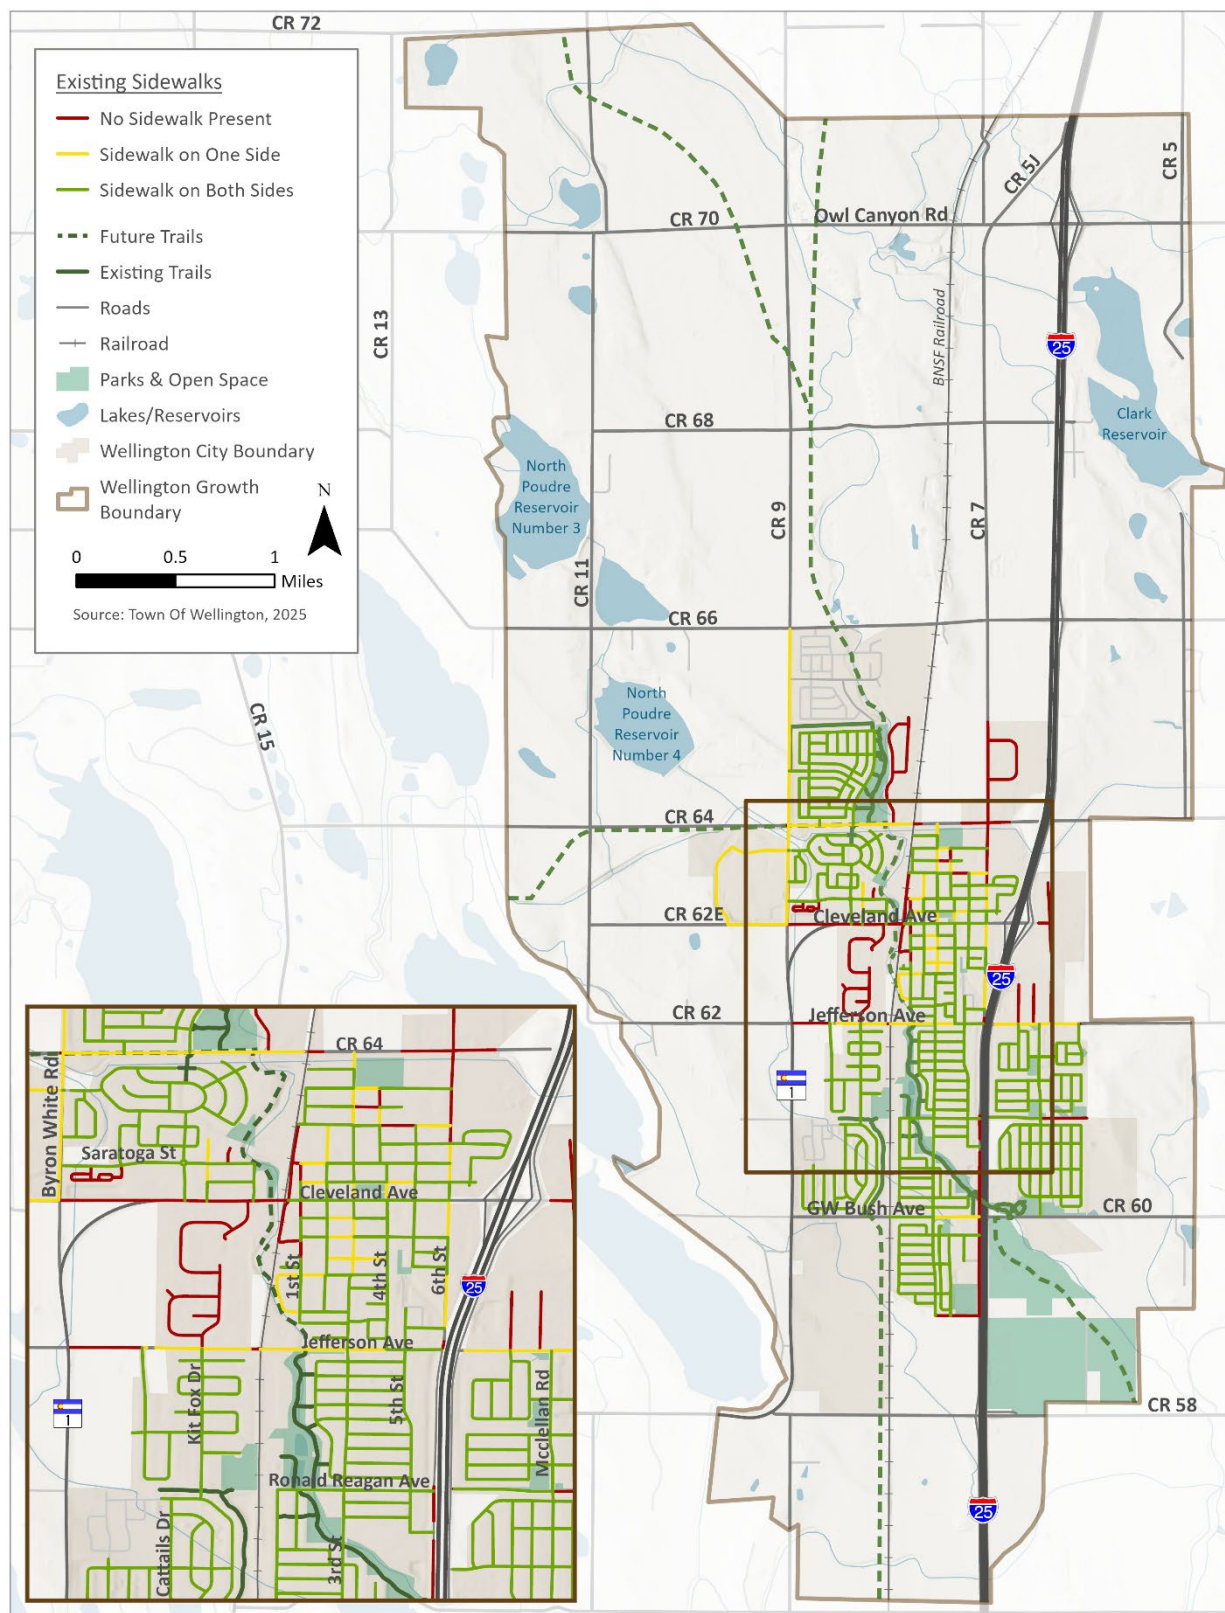 CR 72
Existing Sidewalks
No Sidewalk Present
Sidewalk on One Side
Sidewalk on Both Sides
Future Trails
Existing Trails
Roads
Railroad
Parks & Open Space
Lakes/Reservoirs
Wellington City Boundary
Wellington Growth
Boundary
N
0 0.5 1
Miles
Source: Town Of Wellington, 2025
CR 5J
CR 5
CR 70
Owl Canyon Rd
CR 13
BNSF Railroad
25
Clark
Reservoir
CR 68
North
Poudre
Reservoir
Number 3
CR 9
CR 7
CR 11
CR 66
North
Poudre
Reservoir
Number 4
CR 15
CR 64
CR 62E
Cleveland Ave
25
CR 62
Jefferson Ave
1
GW Bush Ave
CR 60
CR 58
25
CR 64
Byron White Rd
Saratoga St
Cleveland Ave
1st St
4th St
6th St
25
Jefferson Ave
Kit Fox Dr
5th St
Mcclellan Rd
1
Ronald Reagan Ave
Cattails Dr
3rd St